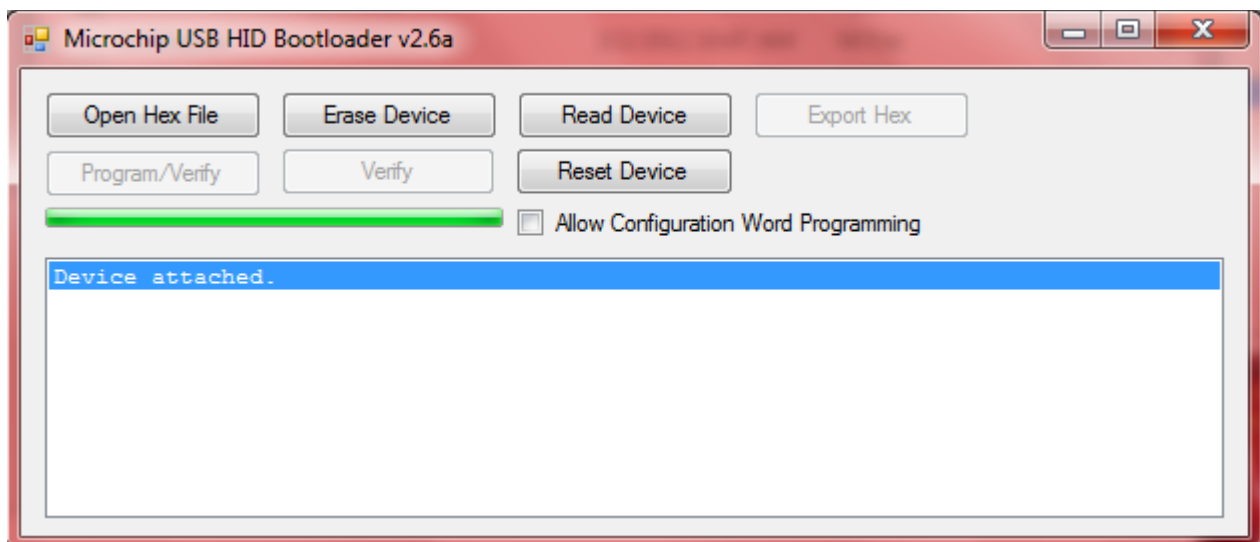 Microchip USB HID Bootloader v2.6a
Open Hex File Erase Device Read Device Export Hex
Program/Verify Verify Reset Device
Allow Configuration Word Programming
Device attached.